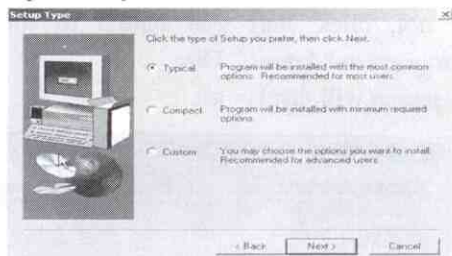 Setup Type
Click the type of Setup you prefer, then click Next.
Typical Program will be installed with the most common
options. Recommended for most users.
Compact Program will be installed with minimum required
options.
Custom You may choose the options you want to install.
Recommended for advanced users.
< Back Next > Cancel